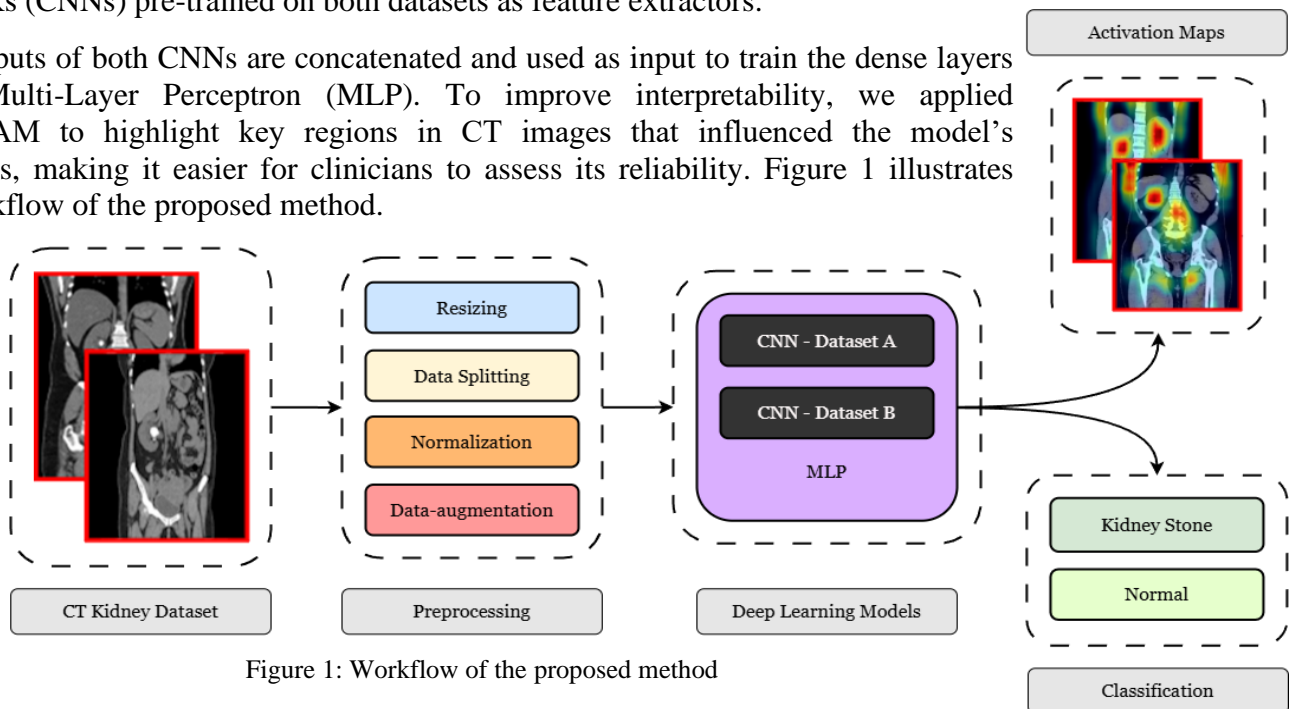 (CNNs) pre-trained on both datasets as feature extractors.
of both CNNs are concatenated and used as input to train the dense layers
Multi-Layer Perceptron (MLP). To improve interpretability, we applied
to highlight key regions in CT images that influenced the model's
making it easier for clinicians to assess its reliability. Figure 1 illustrates
of the proposed method.
CT Kidney Dataset
Resizing
Data Splitting
Normalization
Data-augmentation
Preprocessing
CNN - Dataset A
CNN - Dataset B
MLP
Deep Learning Models
Activation Maps
Kidney Stone
Normal
Classification
Figure 1: Workflow of the proposed method